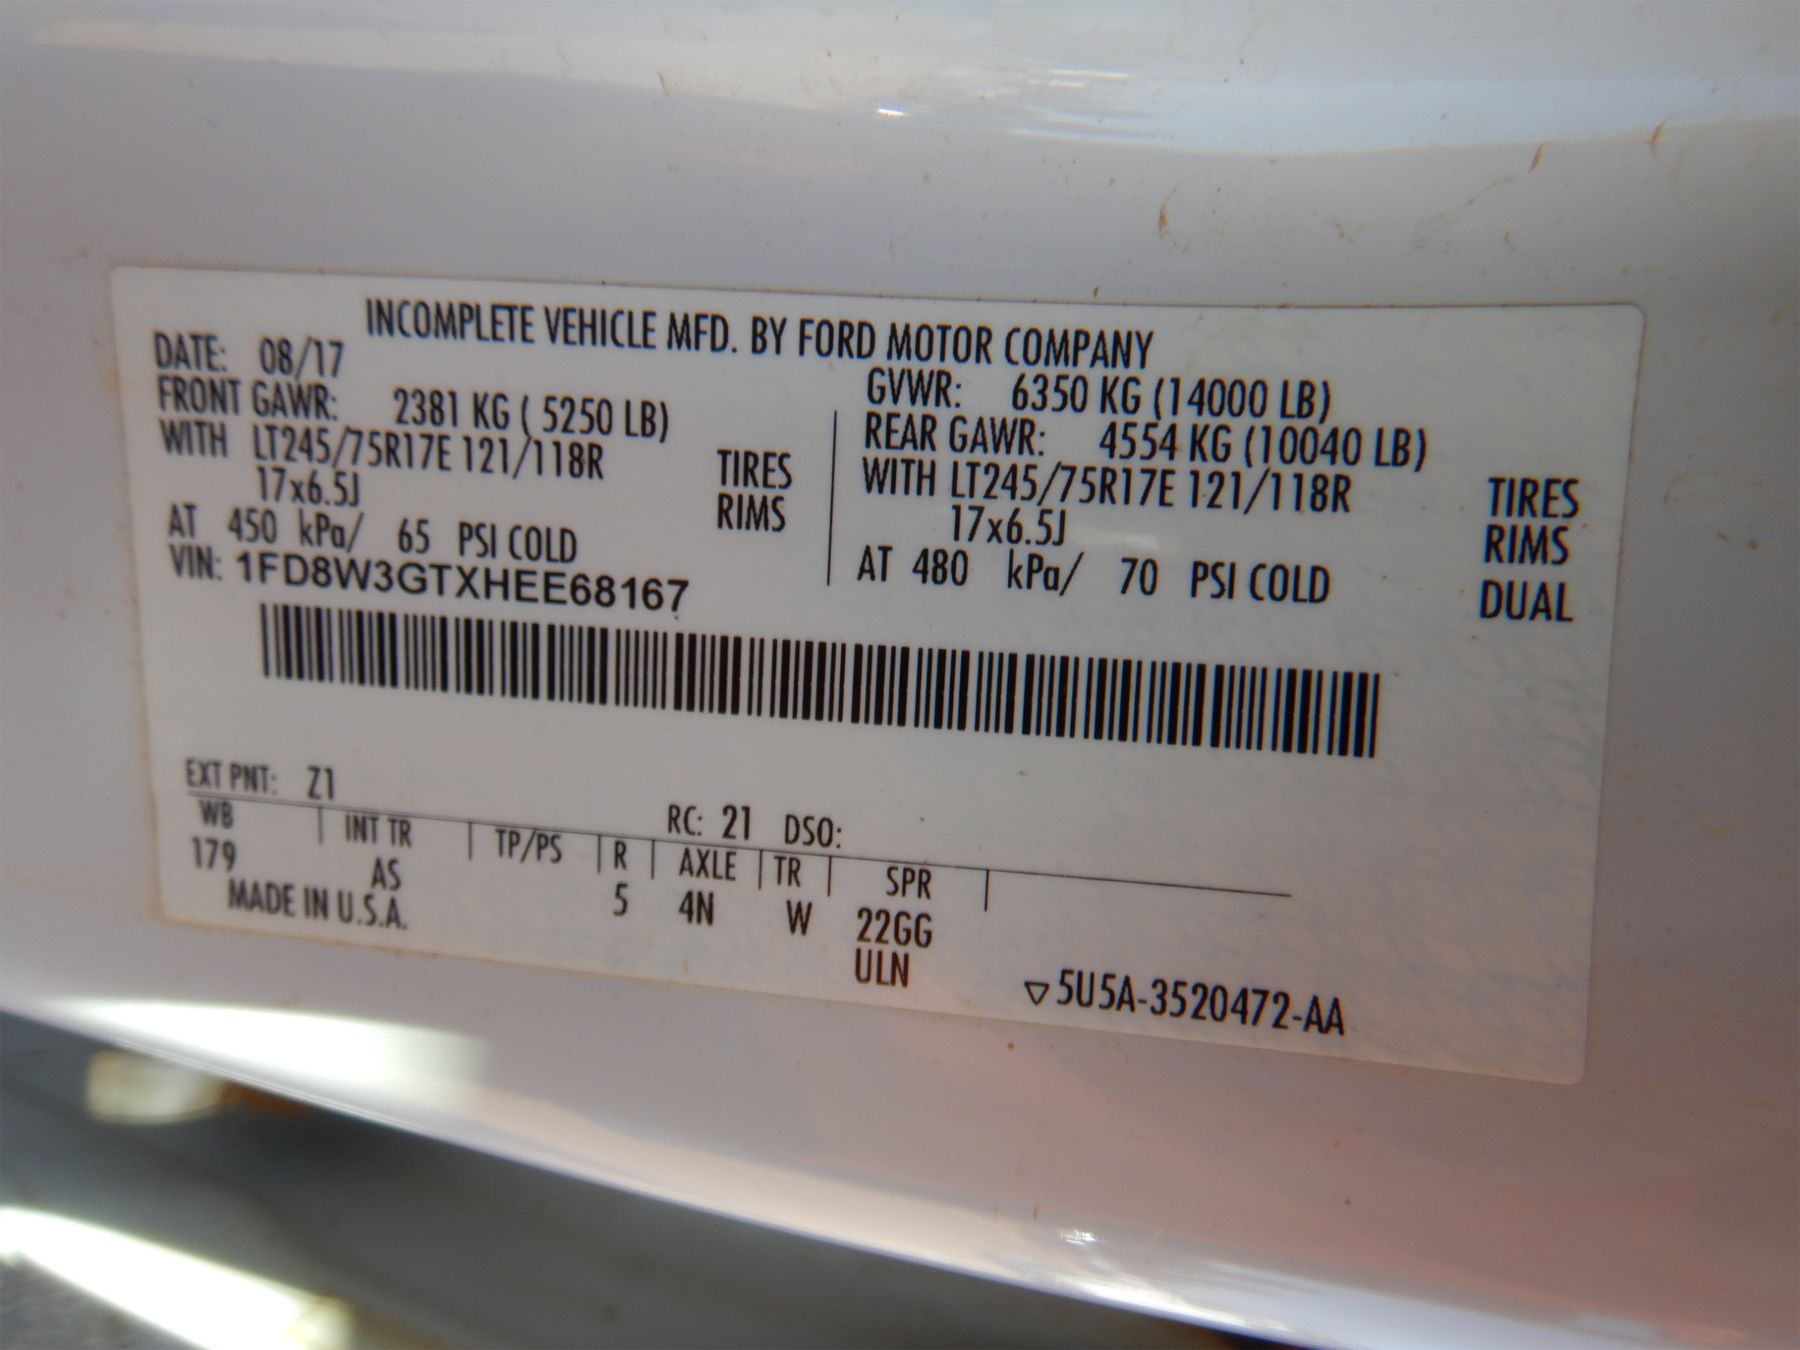 INCOMPLETE VEHICLE MFD. BY FORD MOTOR COMPANY
DATE: 08/17
GVWR: 6350 KG (14000 LB)
FRONT GAWR: 2381 KG ( 5250 LB)
REAR GAWR: 4554 KG (10040 LB)
WITH LT245/75R17E 121/118R TIRES
WITH LT245/75R17E 121/118R TIRES
17x6.5J RIMS
17x6.5J RIMS
AT 450 kPa/ 65 PSI COLD
AT 480 kPa/ 70 PSI COLD DUAL
VIN: 1FD8W3GTXHEE68167
EXT PNT: Z1 RC: 21 DSO:
WB | INT TR | TP/PS | R | AXLE | TR | SPR |
179 AS 5 4N W 22GG
MADE IN U.S.A. ULN
▽5U5A-3520472-AA